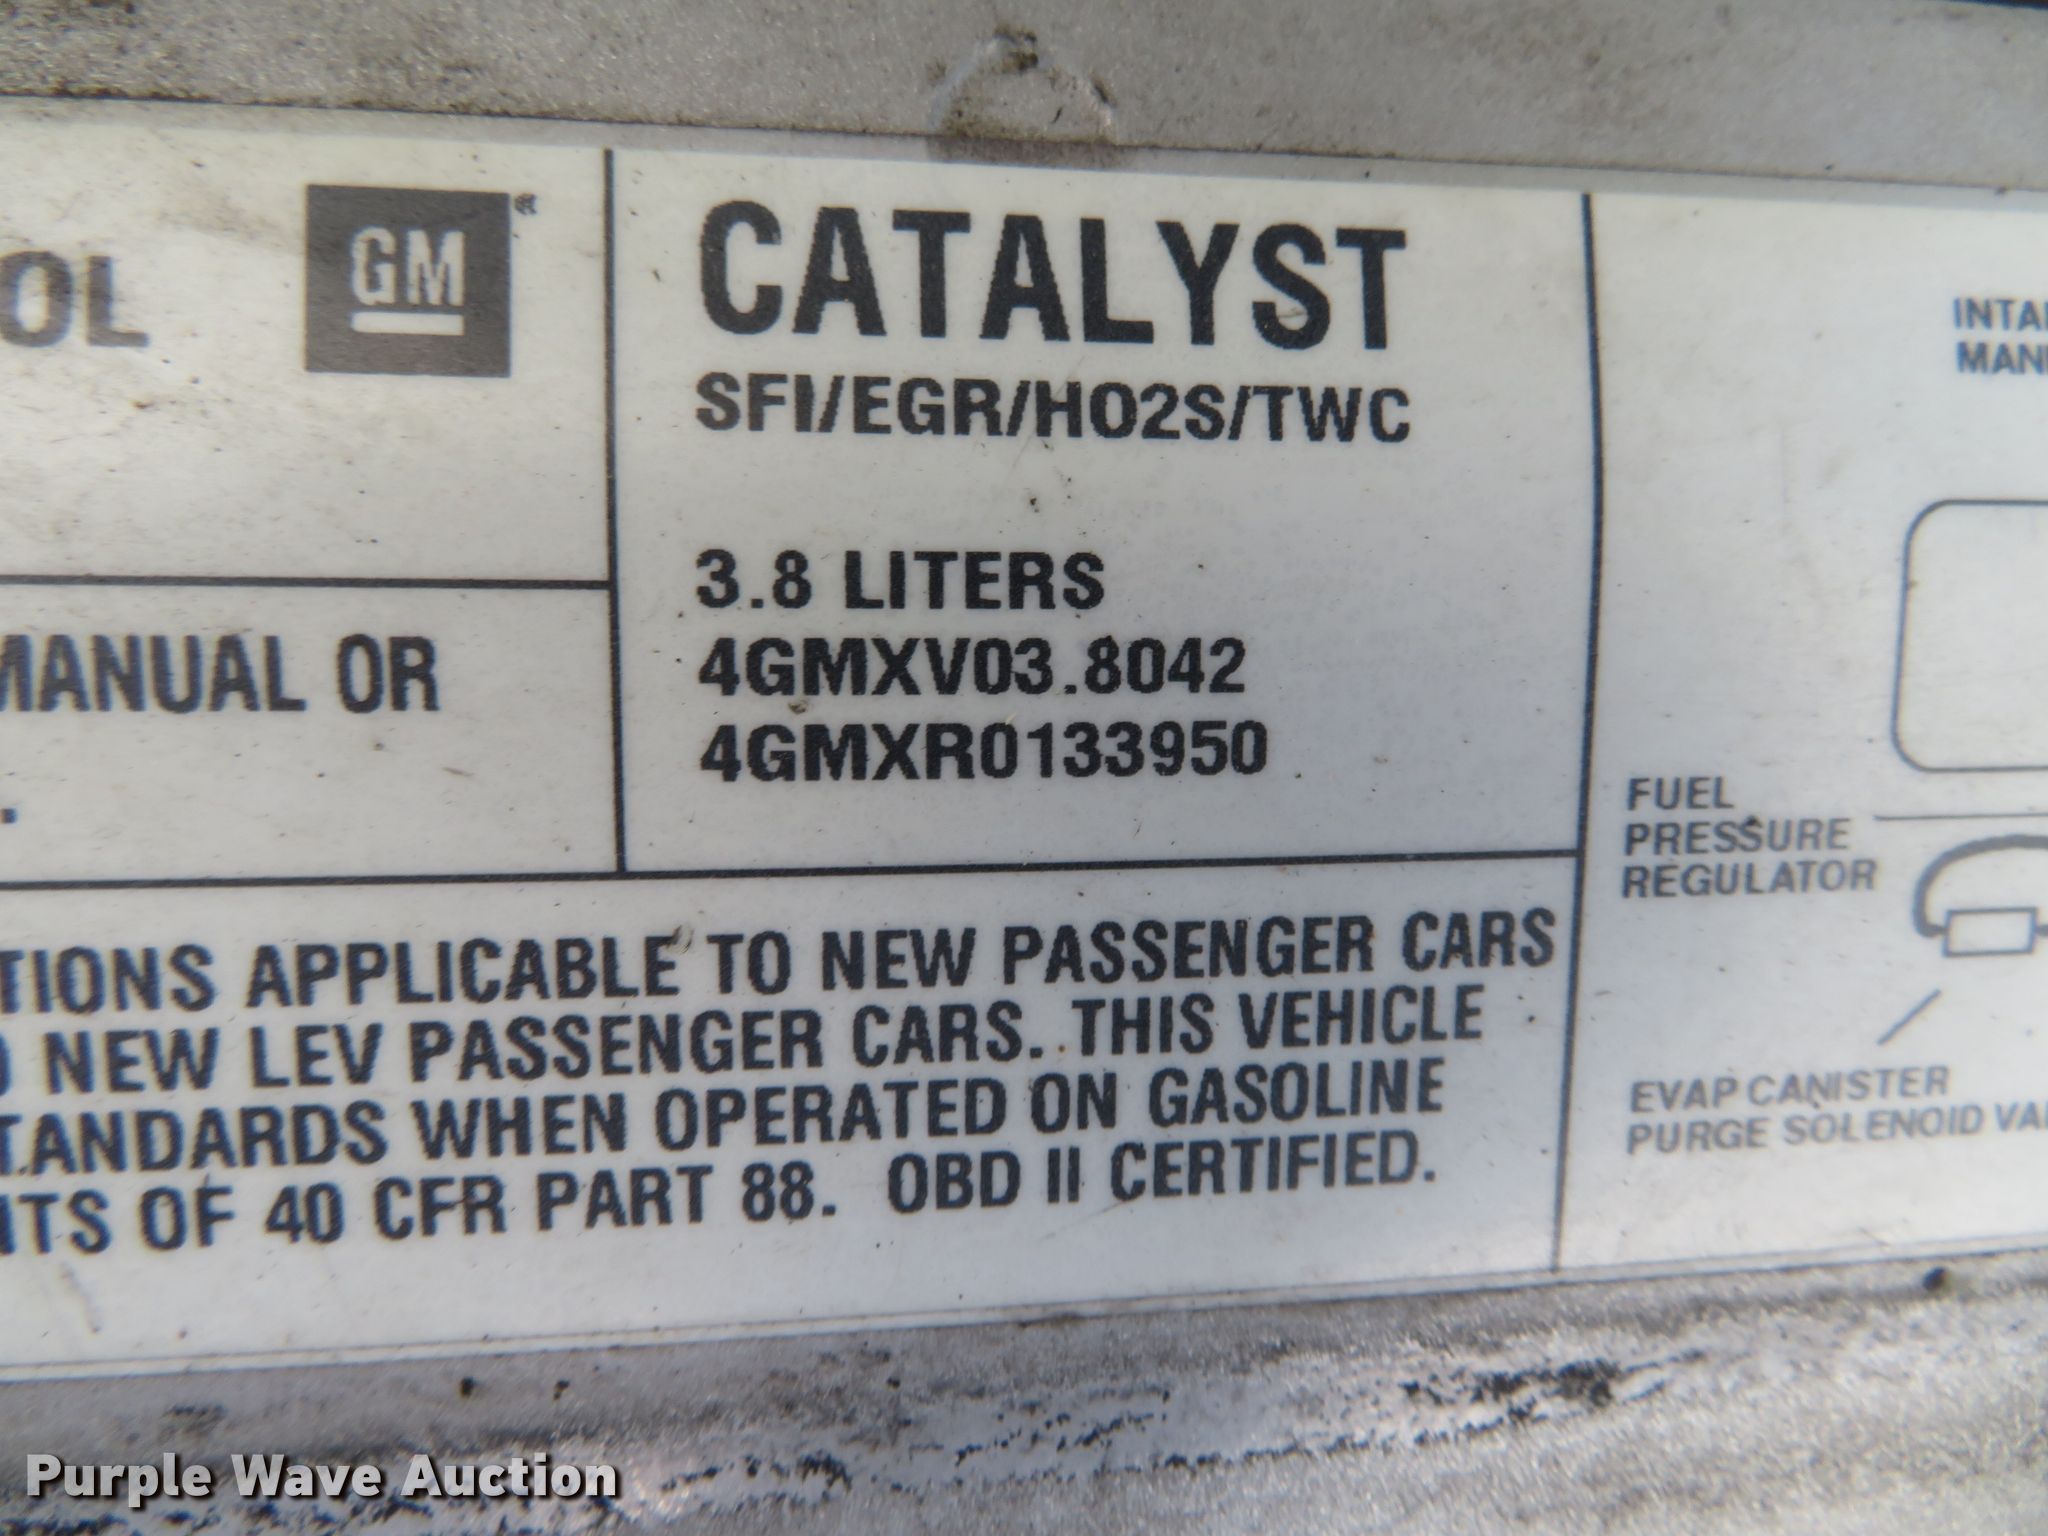 OL
GM
CATALYST
SFI/EGR/HO2S/TWC
3.8 LITERS
4GMXV03.8042
4GMXR0133950
MANUAL OR
.
TIONS APPLICABLE TO NEW PASSENGER CARS
NEW LEV PASSENGER CARS. THIS VEHICLE
TANDARDS WHEN OPERATED ON GASOLINE
NTS OF 40 CFR PART 88. OBD II CERTIFIED.
INTA
MAN
FUEL
PRESSURE
REGULATOR
EVAP CANISTER
PURGE SOLENOID VA
Purple Wave Auction